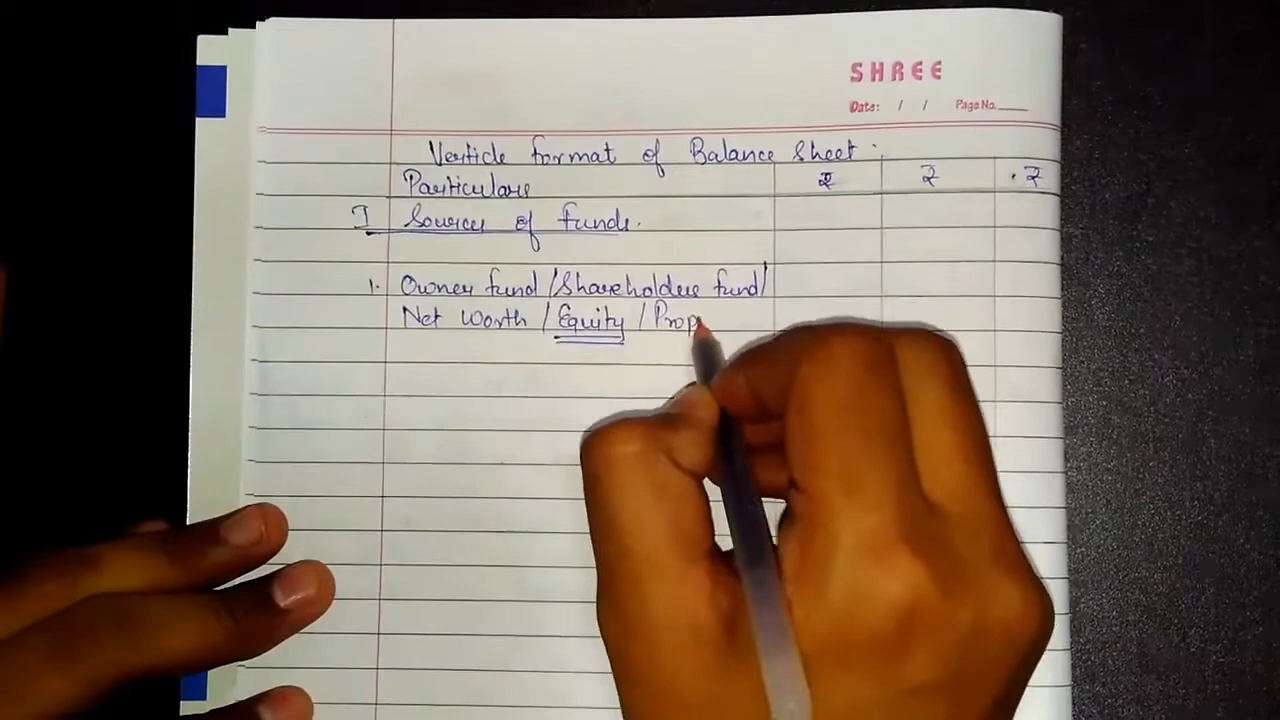 SHREE
Date: / / Page No.____
Verticle format of Balance Sheet.
Particulars ₹ ₹ ₹
I Sources of funds.
1. Owner fund / Shareholders fund /
Net Worth / Equity / Prop